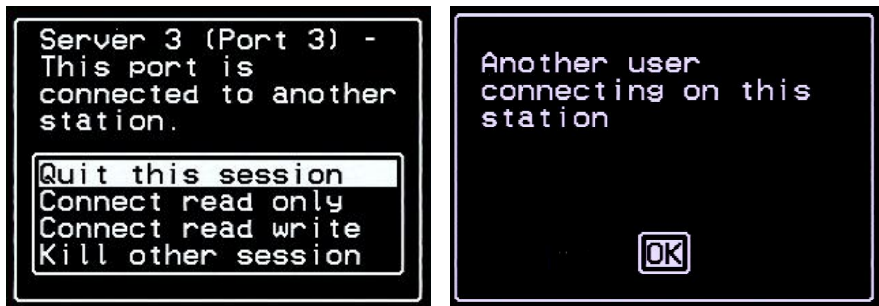 Server 3 (Port 3) -
This port is
connected to another
station.
Quit this session
Connect read only
Connect read write
Kill other session
Another user
connecting on this
station
OK